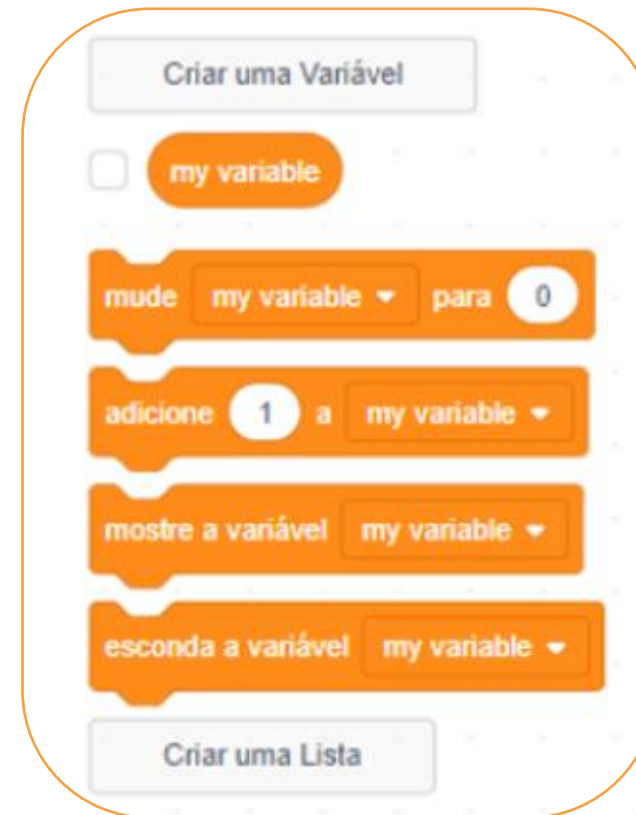 Criar uma Variável
my variable
mude my variable para 0
adicione 1 a my variable
mostre a variável my variable
esconda a variável my variable
Criar uma Lista